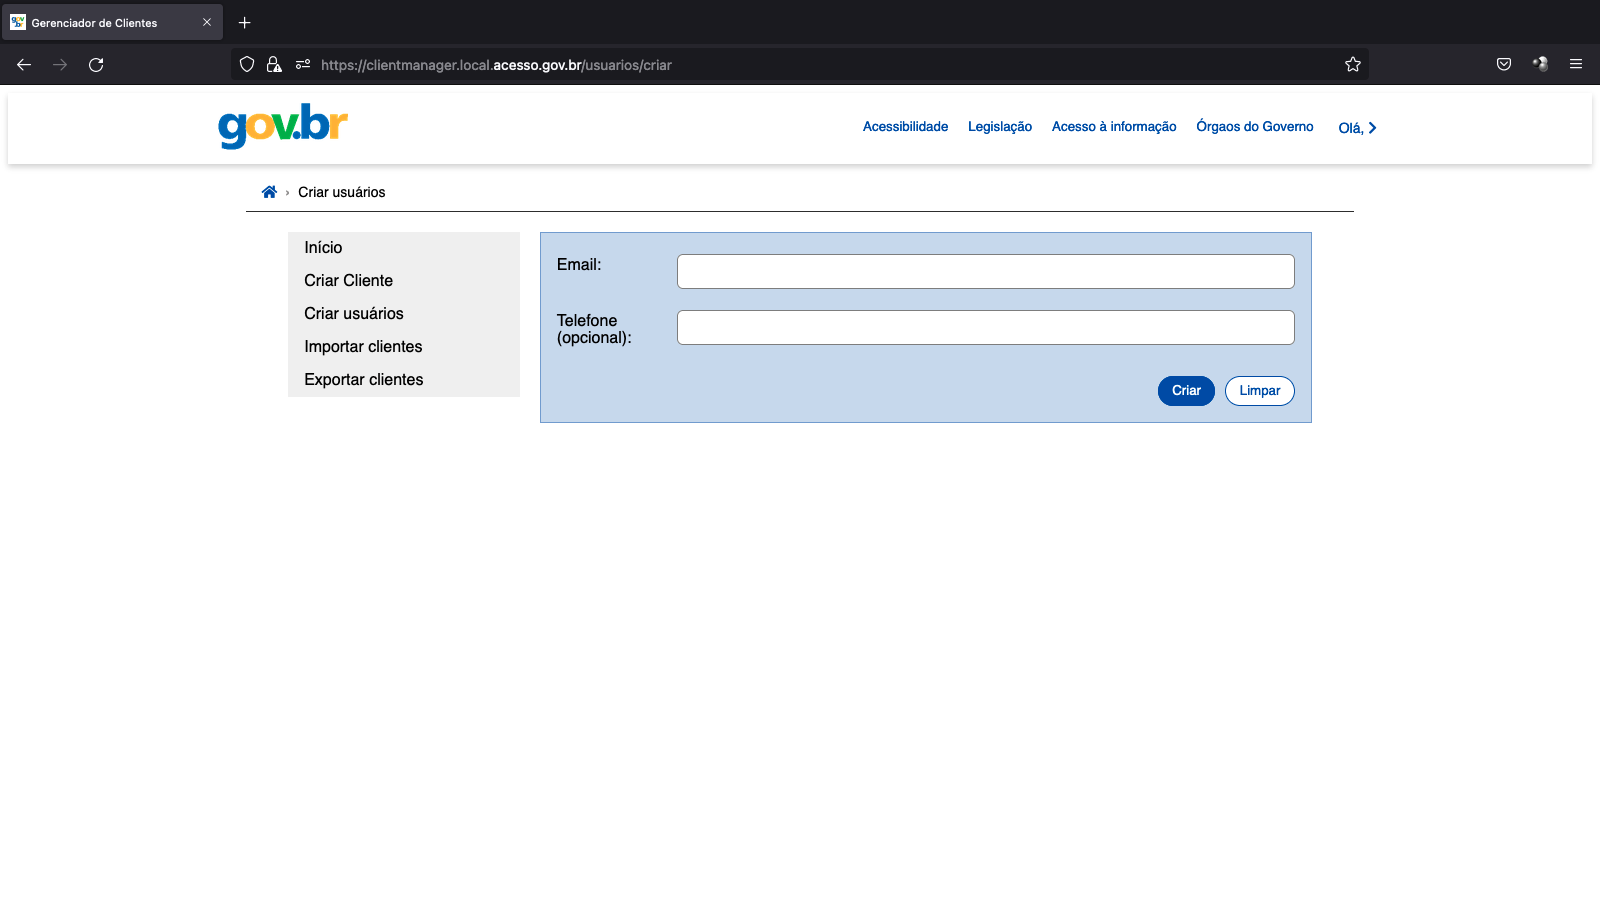 Gerenciador de Clientes
https://clientmanager.local.acesso.gov.br/usuarios/criar
gov.br
Acessibilidade
Legislação
Acesso à informação
Órgaos do Governo
Olá,
Criar usuários
Início
Criar Cliente
Criar usuários
Importar clientes
Exportar clientes
Email:
Telefone
(opcional):
Criar
Limpar